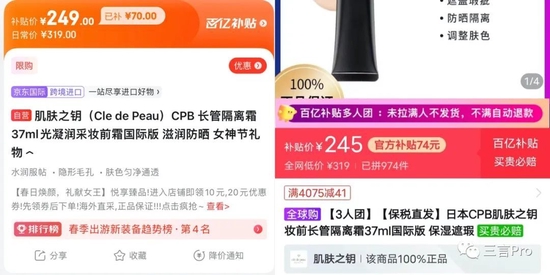 补贴价 ¥249.00 已补 ¥70.00
日常价 ¥319.00
百亿补贴
限购
优惠
京东国际 跨境进口 一站尽享进口好物
自营 肌肤之钥（Cle de Peau）CPB 长管隔离霜
37ml光凝润采妆前霜国际版 滋润防晒 女神节礼
物
水润服帖 · 隐形毛孔 · 肤色匀净通透
【春日焕颜，礼献女王】悦享臻品!进入店铺即领10元,20元优惠
券!先领券后下单!海外直采,正品保证!!!点击疯抢~ 查看>
排行榜 春季出游新装备趋势榜 · 第4名
分享
收藏
降价通知
· 遮盖瑕疵
· 防晒隔离
· 调整肤色
100%
正品保证
1/4
百亿补贴多人团：未拉满人不发货，不满自动退款
补贴价 ¥245 官方补贴74元
全网低价 ¥319 已拼974件
百亿补贴
买贵必赔
满4075减41
全球购 【3人团】【保税直发】日本CPB肌肤之钥
妆前长管隔离霜37ml国际版 保湿遮瑕 买贵必赔
肌肤之钥 该商品100%正品
三言Pro